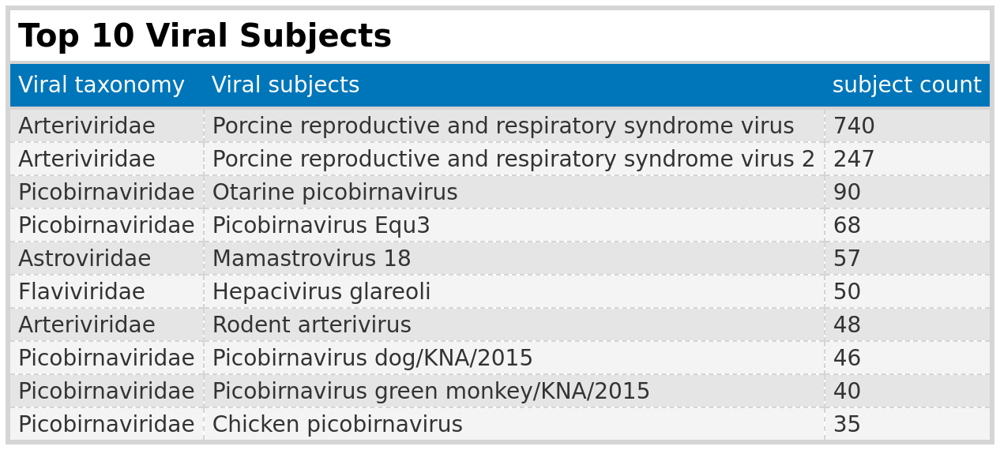 Top 10 Viral Subjects
Viral taxonomy Viral subjects subject count
Arteriviridae Porcine reproductive and respiratory syndrome virus 740
Arteriviridae Porcine reproductive and respiratory syndrome virus 2 247
Picobirnaviridae Otarine picobirnavirus 90
Picobirnaviridae Picobirnavirus Equ3 68
Astroviridae Mamastrovirus 18 57
Flaviviridae Hepacivirus glareoli 50
Arteriviridae Rodent arterivirus 48
Picobirnaviridae Picobirnavirus dog/KNA/2015 46
Picobirnaviridae Picobirnavirus green monkey/KNA/2015 40
Picobirnaviridae Chicken picobirnavirus 35